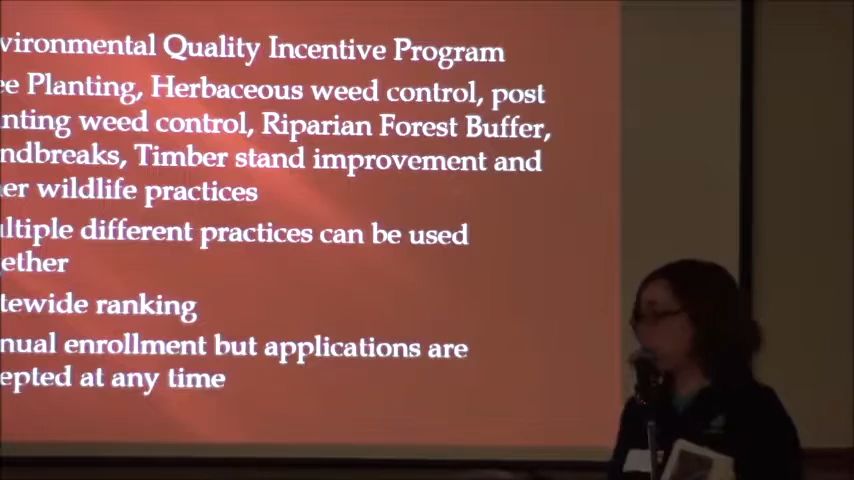 vironmental Quality Incentive Program
ee Planting, Herbaceous weed control, post
nting weed control, Riparian Forest Buffer,
ndbreaks, Timber stand improvement and
er wildlife practices
ltiple different practices can be used
ether
tewide ranking
nual enrollment but applications are
epted at any time